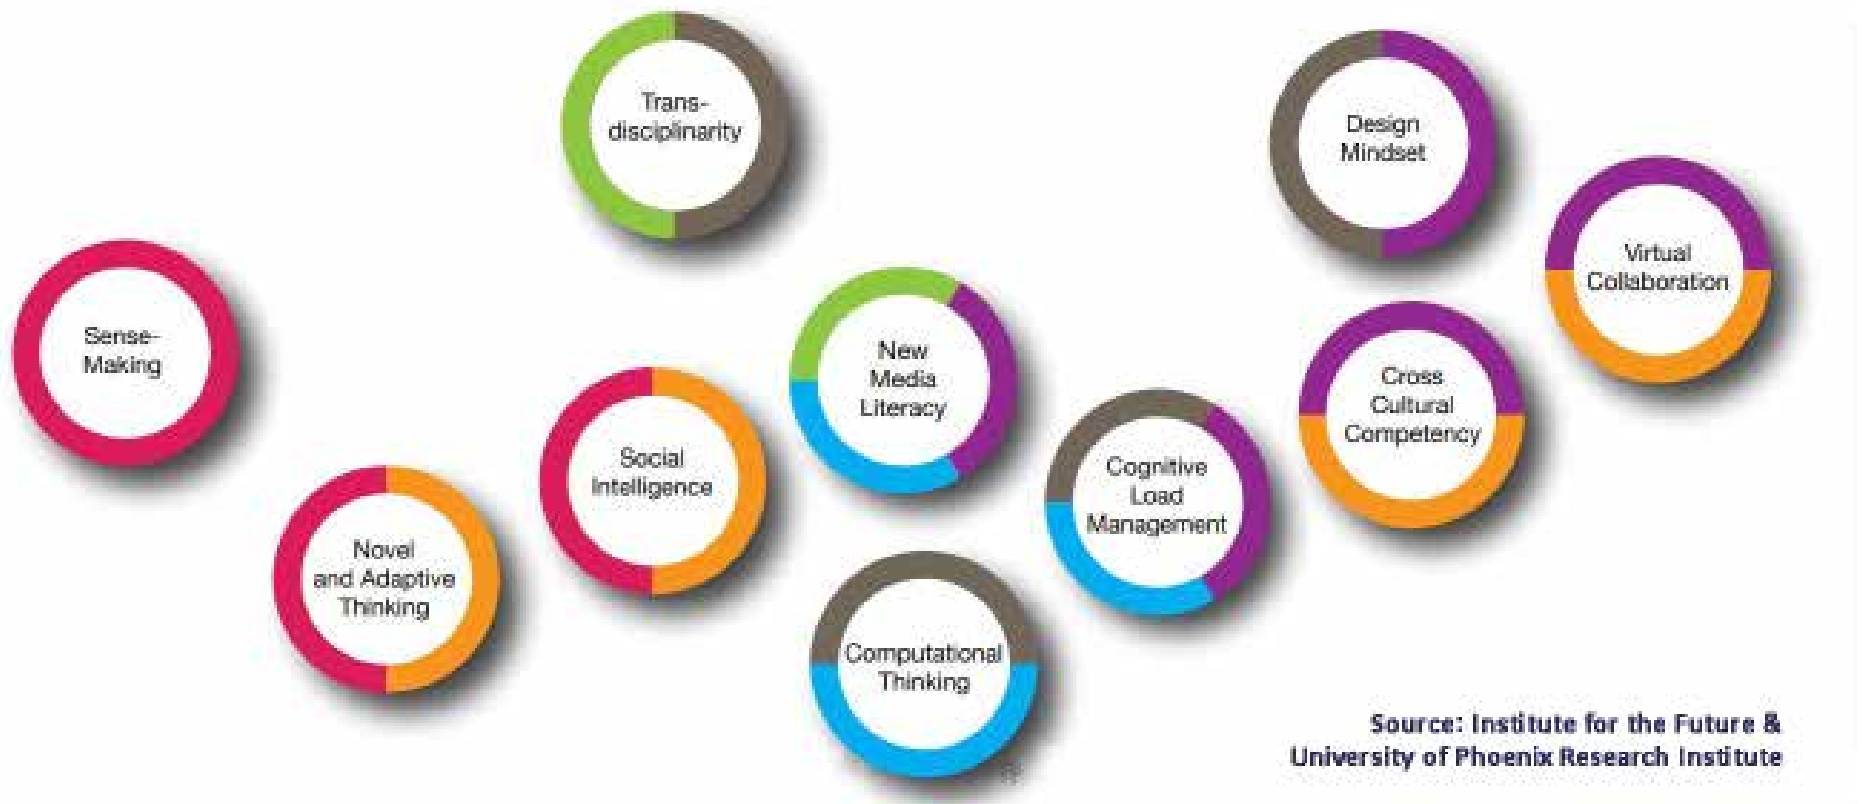 Trans-
disciplinarity
Design
Mindset
Virtual
Collaboration
Sense-
Making
New
Media
Literacy
Cross
Cultural
Competency
Social
Intelligence
Cognitive
Load
Management
Novel
and Adaptive
Thinking
Computational
Thinking
Source: Institute for the Future &
University of Phoenix Research Institute